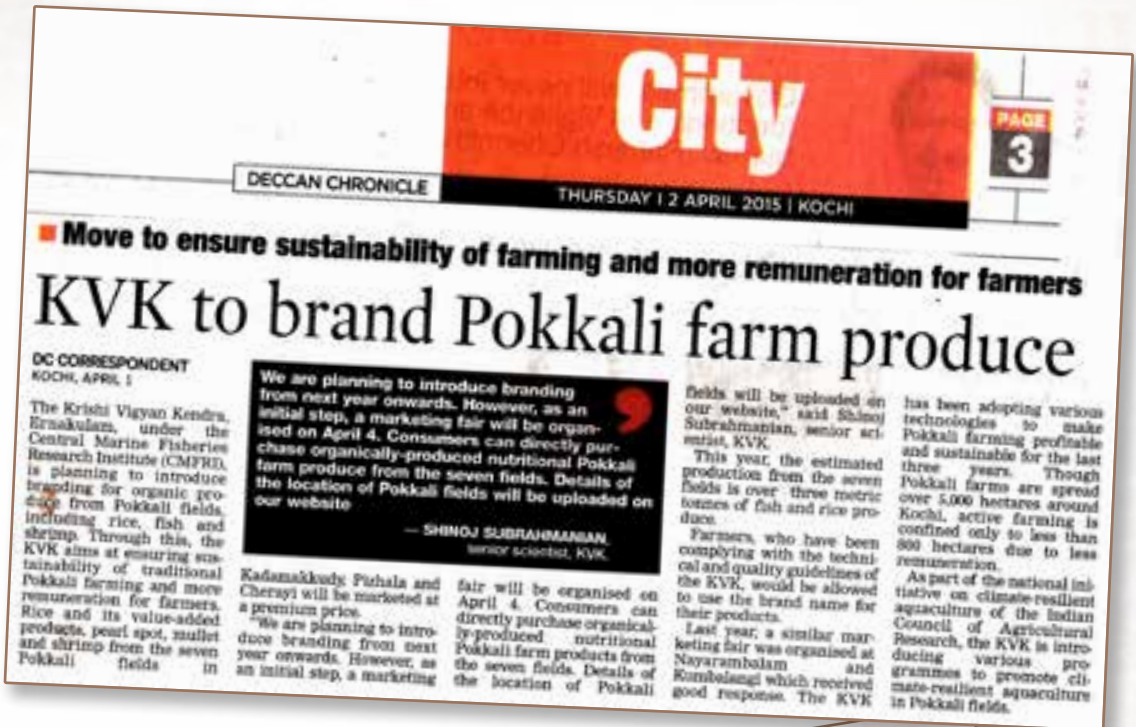 City
PAGE
3
DECCAN CHRONICLE
THURSDAY | 2 APRIL 2015 | KOCHI
Move to ensure sustainability of farming and more remuneration for farmers
KVK to brand Pokkali farm produce
DC CORRESPONDENT
KOCHI, APRIL 1
The Krishi Vigyan Kendra,
Ernakulam, under the
Central Marine Fisheries
Research Institute (CMFRI),
is planning to introduce
branding for organic pro-
duce from Pokkali fields,
including rice, fish and
shrimp. Through this, the
KVK aims at ensuring sus-
tainability of traditional
Pokkali farming and more
remuneration for farmers.
Rice and its value-added
products, pearl spot, mullet
and shrimp from the seven
Pokkali fields in
We are planning to introduce branding
from next year onwards. However, as an
initial step, a marketing fair will be organ-
ised on April 4. Consumers can directly pur-
chase organically-produced nutritional Pokkali
farm produce from the seven fields. Details of
the location of Pokkali fields will be uploaded on
our website
— SHINOJ SUBRAHMANIAN,
senior scientist, KVK.
Kadamakkudy, Pizhala and
Cherayi will be marketed at
a premium price.
"We are planning to intro-
duce branding from next
year onwards. However, as
an initial step, a marketing
fair will be organised on
April 4. Consumers can
directly purchase organical-
ly-produced nutritional
Pokkali farm products from
the seven fields. Details of
the location of Pokkali
fields will be uploaded on
our website," said Shinoj
Subrahmanian, senior sci-
entist, KVK.
This year, the estimated
production from the seven
fields is over three metric
tonnes of fish and rice pro-
duce.
Farmers, who have been
complying with the techni-
cal and quality guidelines of
the KVK, would be allowed
to use the brand name for
their products.
Last year, a similar mar-
keting fair was organised at
Nayarambalam and
Kumbalangi which received
good response. The KVK
has been adopting various
technologies to make
Pokkali farming profitable
and sustainable for the last
three years. Though
Pokkali farms are spread
over 5,000 hectares around
Kochi, active farming is
confined only to less than
800 hectares due to less
remuneration.
As part of the national ini-
tiative on climate-resilient
aquaculture of the Indian
Council of Agricultural
Research, the KVK is intro-
ducing various pro-
grammes to promote cli-
mate-resilient aquaculture
in Pokkali fields.